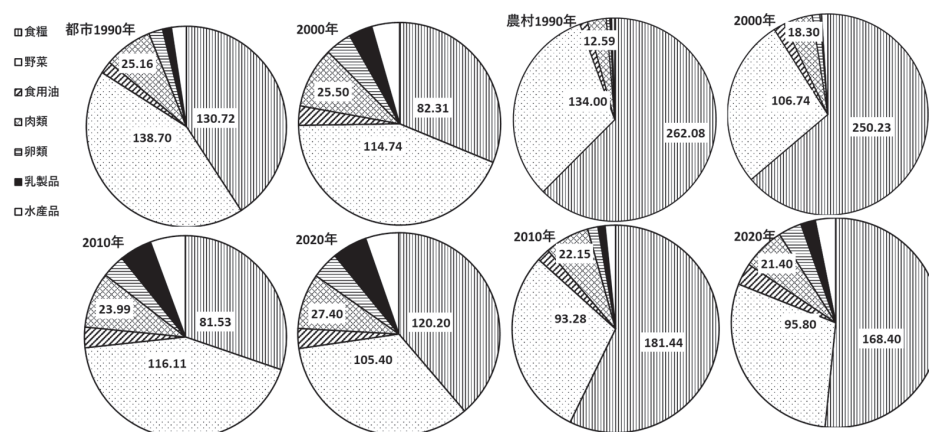 食糧
野菜
食用油
肉類
卵類
乳製品
水産品
都市1990年
25.16
130.72
138.70
2000年
25.50
82.31
114.74
農村1990年
12.59
134.00
262.08
2000年
18.30
106.74
250.23
2010年
23.99
81.53
116.11
2020年
27.40
120.20
105.40
2010年
22.15
93.28
181.44
2020年
21.40
95.80
168.40